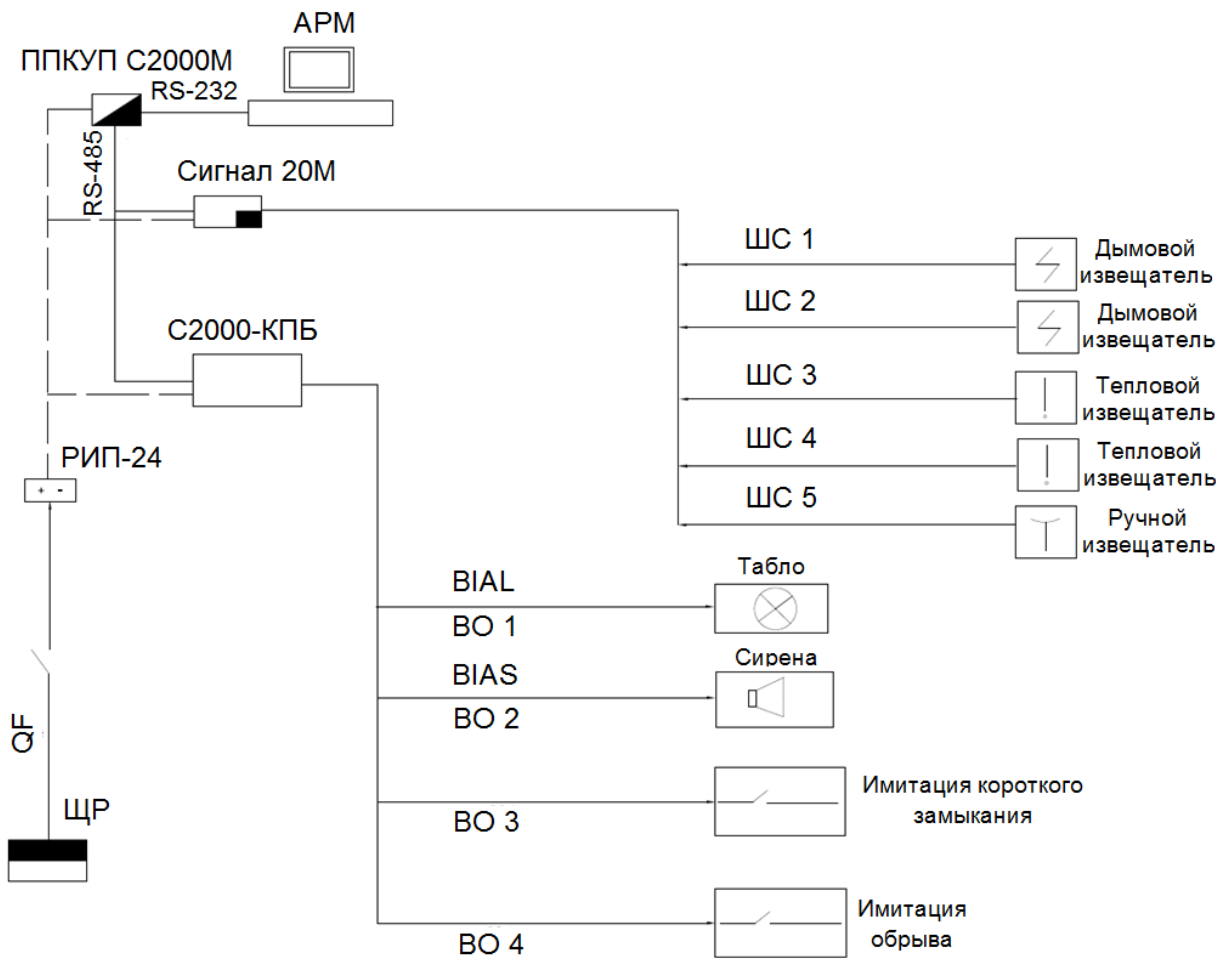 АРМ
ППКУП С2000М
RS-232
RS-485
Сигнал 20М
ШС 1
Дымовой
извещатель
ШС 2
Дымовой
извещатель
С2000-КПБ
ШС 3
Тепловой
извещатель
ШС 4
Тепловой
извещатель
РИП-24
+ -
ШС 5
Ручной
извещатель
BIAL
ВО 1
Табло
BIAS
ВО 2
Сирена
QF
ЩР
ВО 3
Имитация короткого
замыкания
ВО 4
Имитация
обрыва